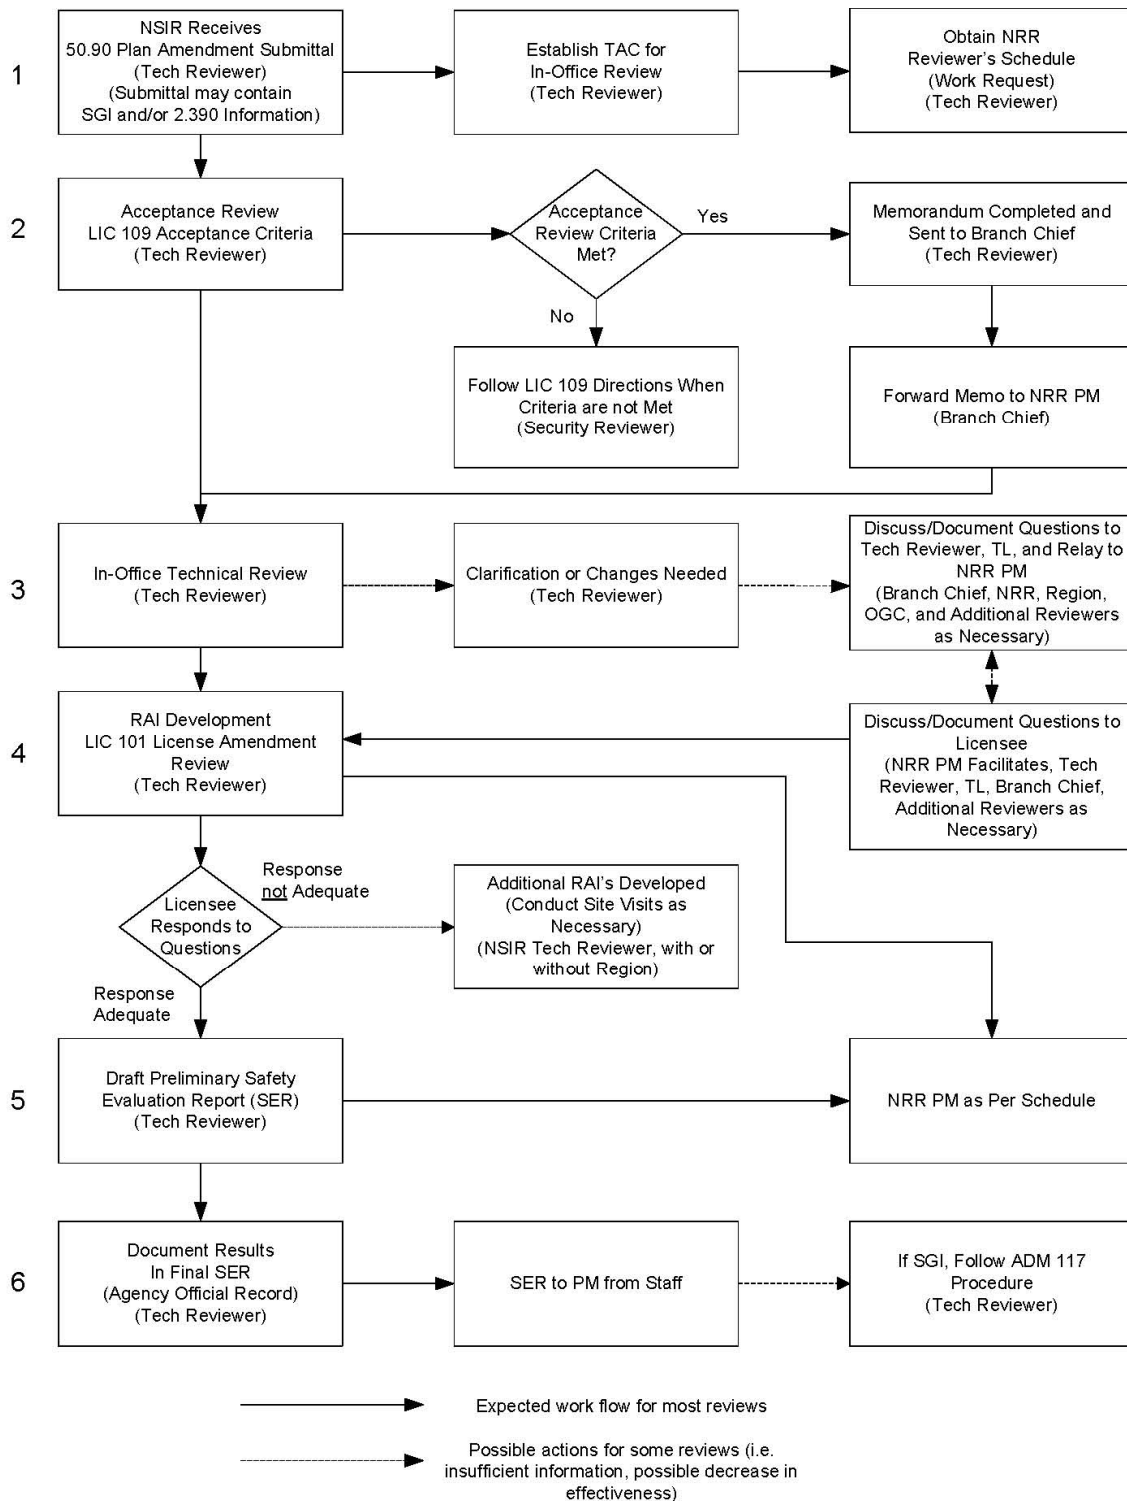 1
NSIR Receives
50.90 Plan Amendment Submittal
(Tech Reviewer)
(Submittal may contain
SGI and/or 2.390 Information)
Establish TAC for
In-Office Review
(Tech Reviewer)
Obtain NRR
Reviewer's Schedule
(Work Request)
(Tech Reviewer)
2
Acceptance Review
LIC 109 Acceptance Criteria
(Tech Reviewer)
Acceptance
Review Criteria
Met?
Yes
Memorandum Completed and
Sent to Branch Chief
(Tech Reviewer)
No
Follow LIC 109 Directions When
Criteria are not Met
(Security Reviewer)
Forward Memo to NRR PM
(Branch Chief)
3
In-Office Technical Review
(Tech Reviewer)
Clarification or Changes Needed
(Tech Reviewer)
Discuss/Document Questions to
Tech Reviewer, TL, and Relay to
NRR PM
(Branch Chief, NRR, Region,
OGC, and Additional Reviewers
as Necessary)
4
RAI Development
LIC 101 License Amendment
Review
(Tech Reviewer)
Discuss/Document Questions to
Licensee
(NRR PM Facilitates, Tech
Reviewer, TL, Branch Chief,
Additional Reviewers as
Necessary)
Licensee
Responds to
Questions
Response
not Adequate
Additional RAI's Developed
(Conduct Site Visits as
Necessary)
(NSIR Tech Reviewer, with or
without Region)
Response
Adequate
5
Draft Preliminary Safety
Evaluation Report (SER)
(Tech Reviewer)
NRR PM as Per Schedule
6
Document Results
In Final SER
(Agency Official Record)
(Tech Reviewer)
SER to PM from Staff
If SGI, Follow ADM 117
Procedure
(Tech Reviewer)
Expected work flow for most reviews
Possible actions for some reviews (i.e.
insufficient information, possible decrease in
effectiveness)